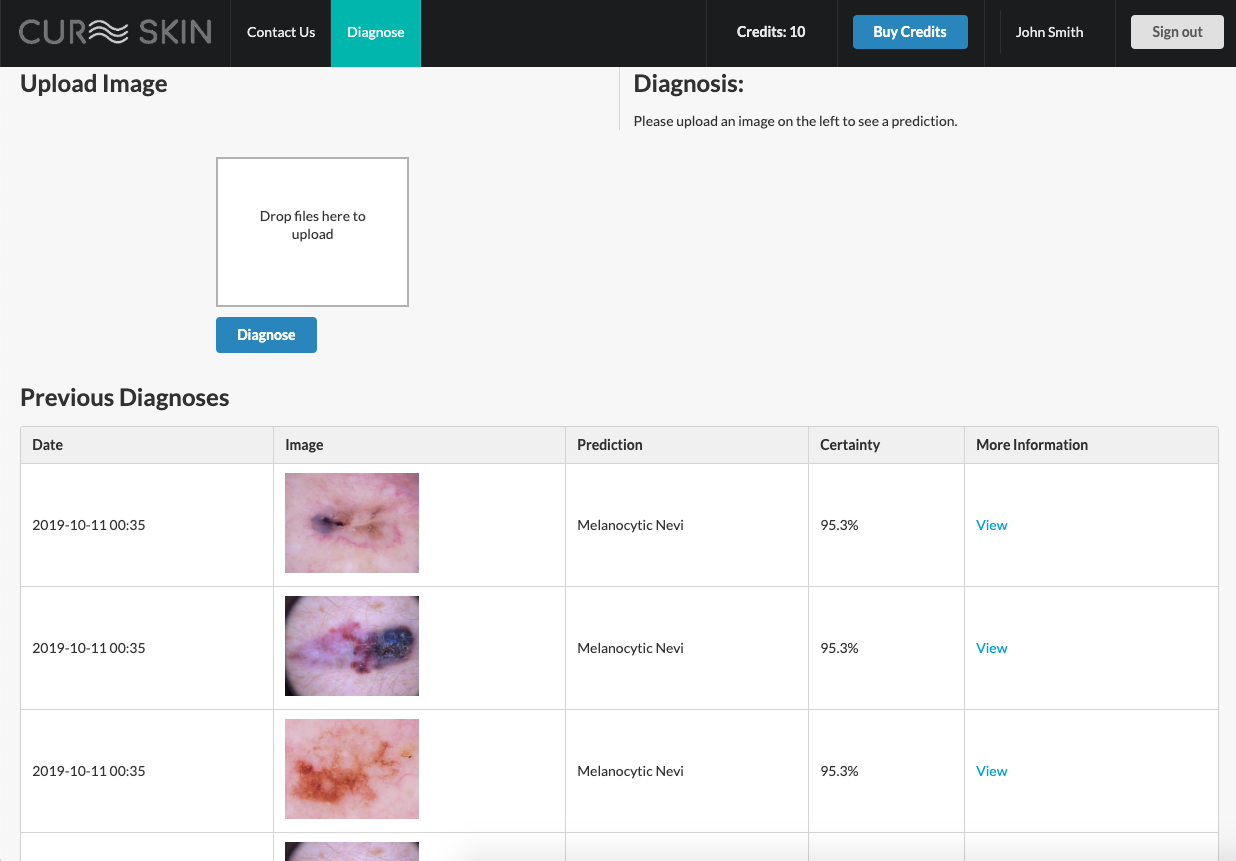 CURE SKIN
Contact Us
Diagnose
Credits: 10
Buy Credits
John Smith
Sign out
Upload Image
Diagnosis:
Please upload an image on the left to see a prediction.
Drop files here to
upload
Diagnose
Previous Diagnoses
Date Image Prediction Certainty More Information
2019-10-11 00:35 Melanocytic Nevi 95.3% View
2019-10-11 00:35 Melanocytic Nevi 95.3% View
2019-10-11 00:35 Melanocytic Nevi 95.3% View